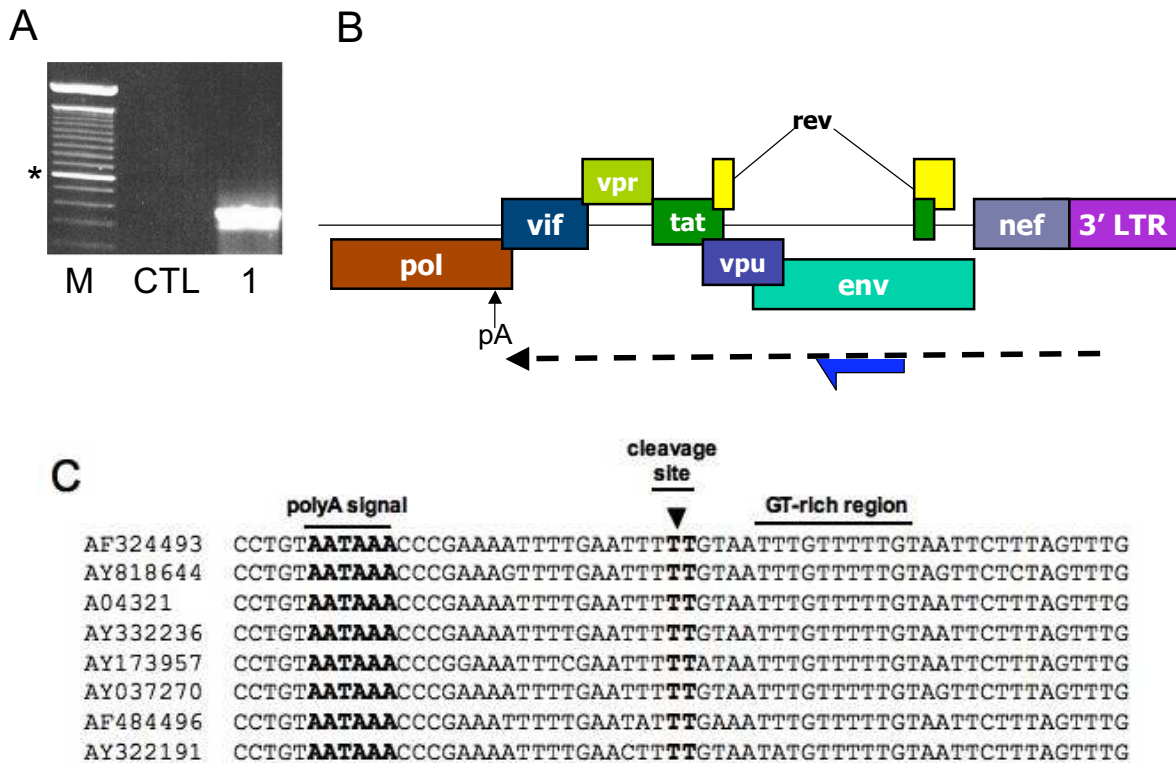 A
*
M CTL 1
B
rev
vpr
vif tat nef 3′ LTR
pol vpu env
pA
C
cleavage
site
polyA signal GT-rich region
AF324493 CCTGTAATAAACCCGAAAATTTTGAATTTTTGTAATTTGTTTTTGTAATTCTTTAGTTTG
AY818644 CCTGTAATAAACCCGAAAGTTTTGAATTTTTGTAATTTGTTTTTGTAGTTCTCTAGTTTG
A04321 CCTGTAATAAACCCGAAAATTTTGAATTTTTGTAATTTGTTTTTGTAATTCTTTAGTTTG
AY332236 CCTGTAATAAACCCGAAAATTTTGAATTTTTGTAATTTGTTTTTGTAATTCTTTAGTTTG
AY173957 CCTGTAATAAACCCGGAAATTTCGAATTTTTATAATTTGTTTTTGTAATTCTTTAGTTTG
AY037270 CCTGTAATAAACCCGAAAATTTTGAATTTTTGTAATTTGTTTTTGTAGTTCTTTAGTTTG
AF484496 CCTGTAATAAACCCGAAAATTTTTGAATATTTGAAATTTGTTTTTGTAATTCTTTAGTTTG
AY322191 CCTGTAATAAACCCGAAAATTTTGAACTTTTGTAATATGTTTTTGTAATTCTTTAGTTTG